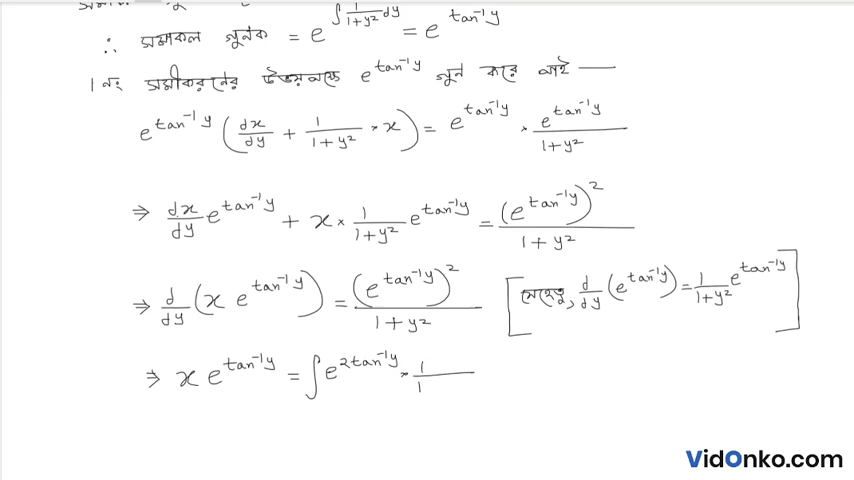 ∴ সমাকল গুনক = e^{∫ 1/(1+y²) dy} = e^{tan⁻¹y}
1 নং সমীকরনের উভয়পক্ষে e^{tan⁻¹y} গুন করে পাই —
e^{tan⁻¹y} (dx/dy + 1/(1+y²) × x) = e^{tan⁻¹y} × e^{tan⁻¹y}/(1+y²)
⇒ dx/dy e^{tan⁻¹y} + x × 1/(1+y²) e^{tan⁻¹y} = (e^{tan⁻¹y})²/(1+y²)
⇒ d/dy (x e^{tan⁻¹y}) = (e^{tan⁻¹y})²/(1+y²) [যেহেতু, d/dy (e^{tan⁻¹y}) = 1/(1+y²) e^{tan⁻¹y}]
⇒ x e^{tan⁻¹y} = ∫ e^{2tan⁻¹y} × 1/1
VidOnko.com